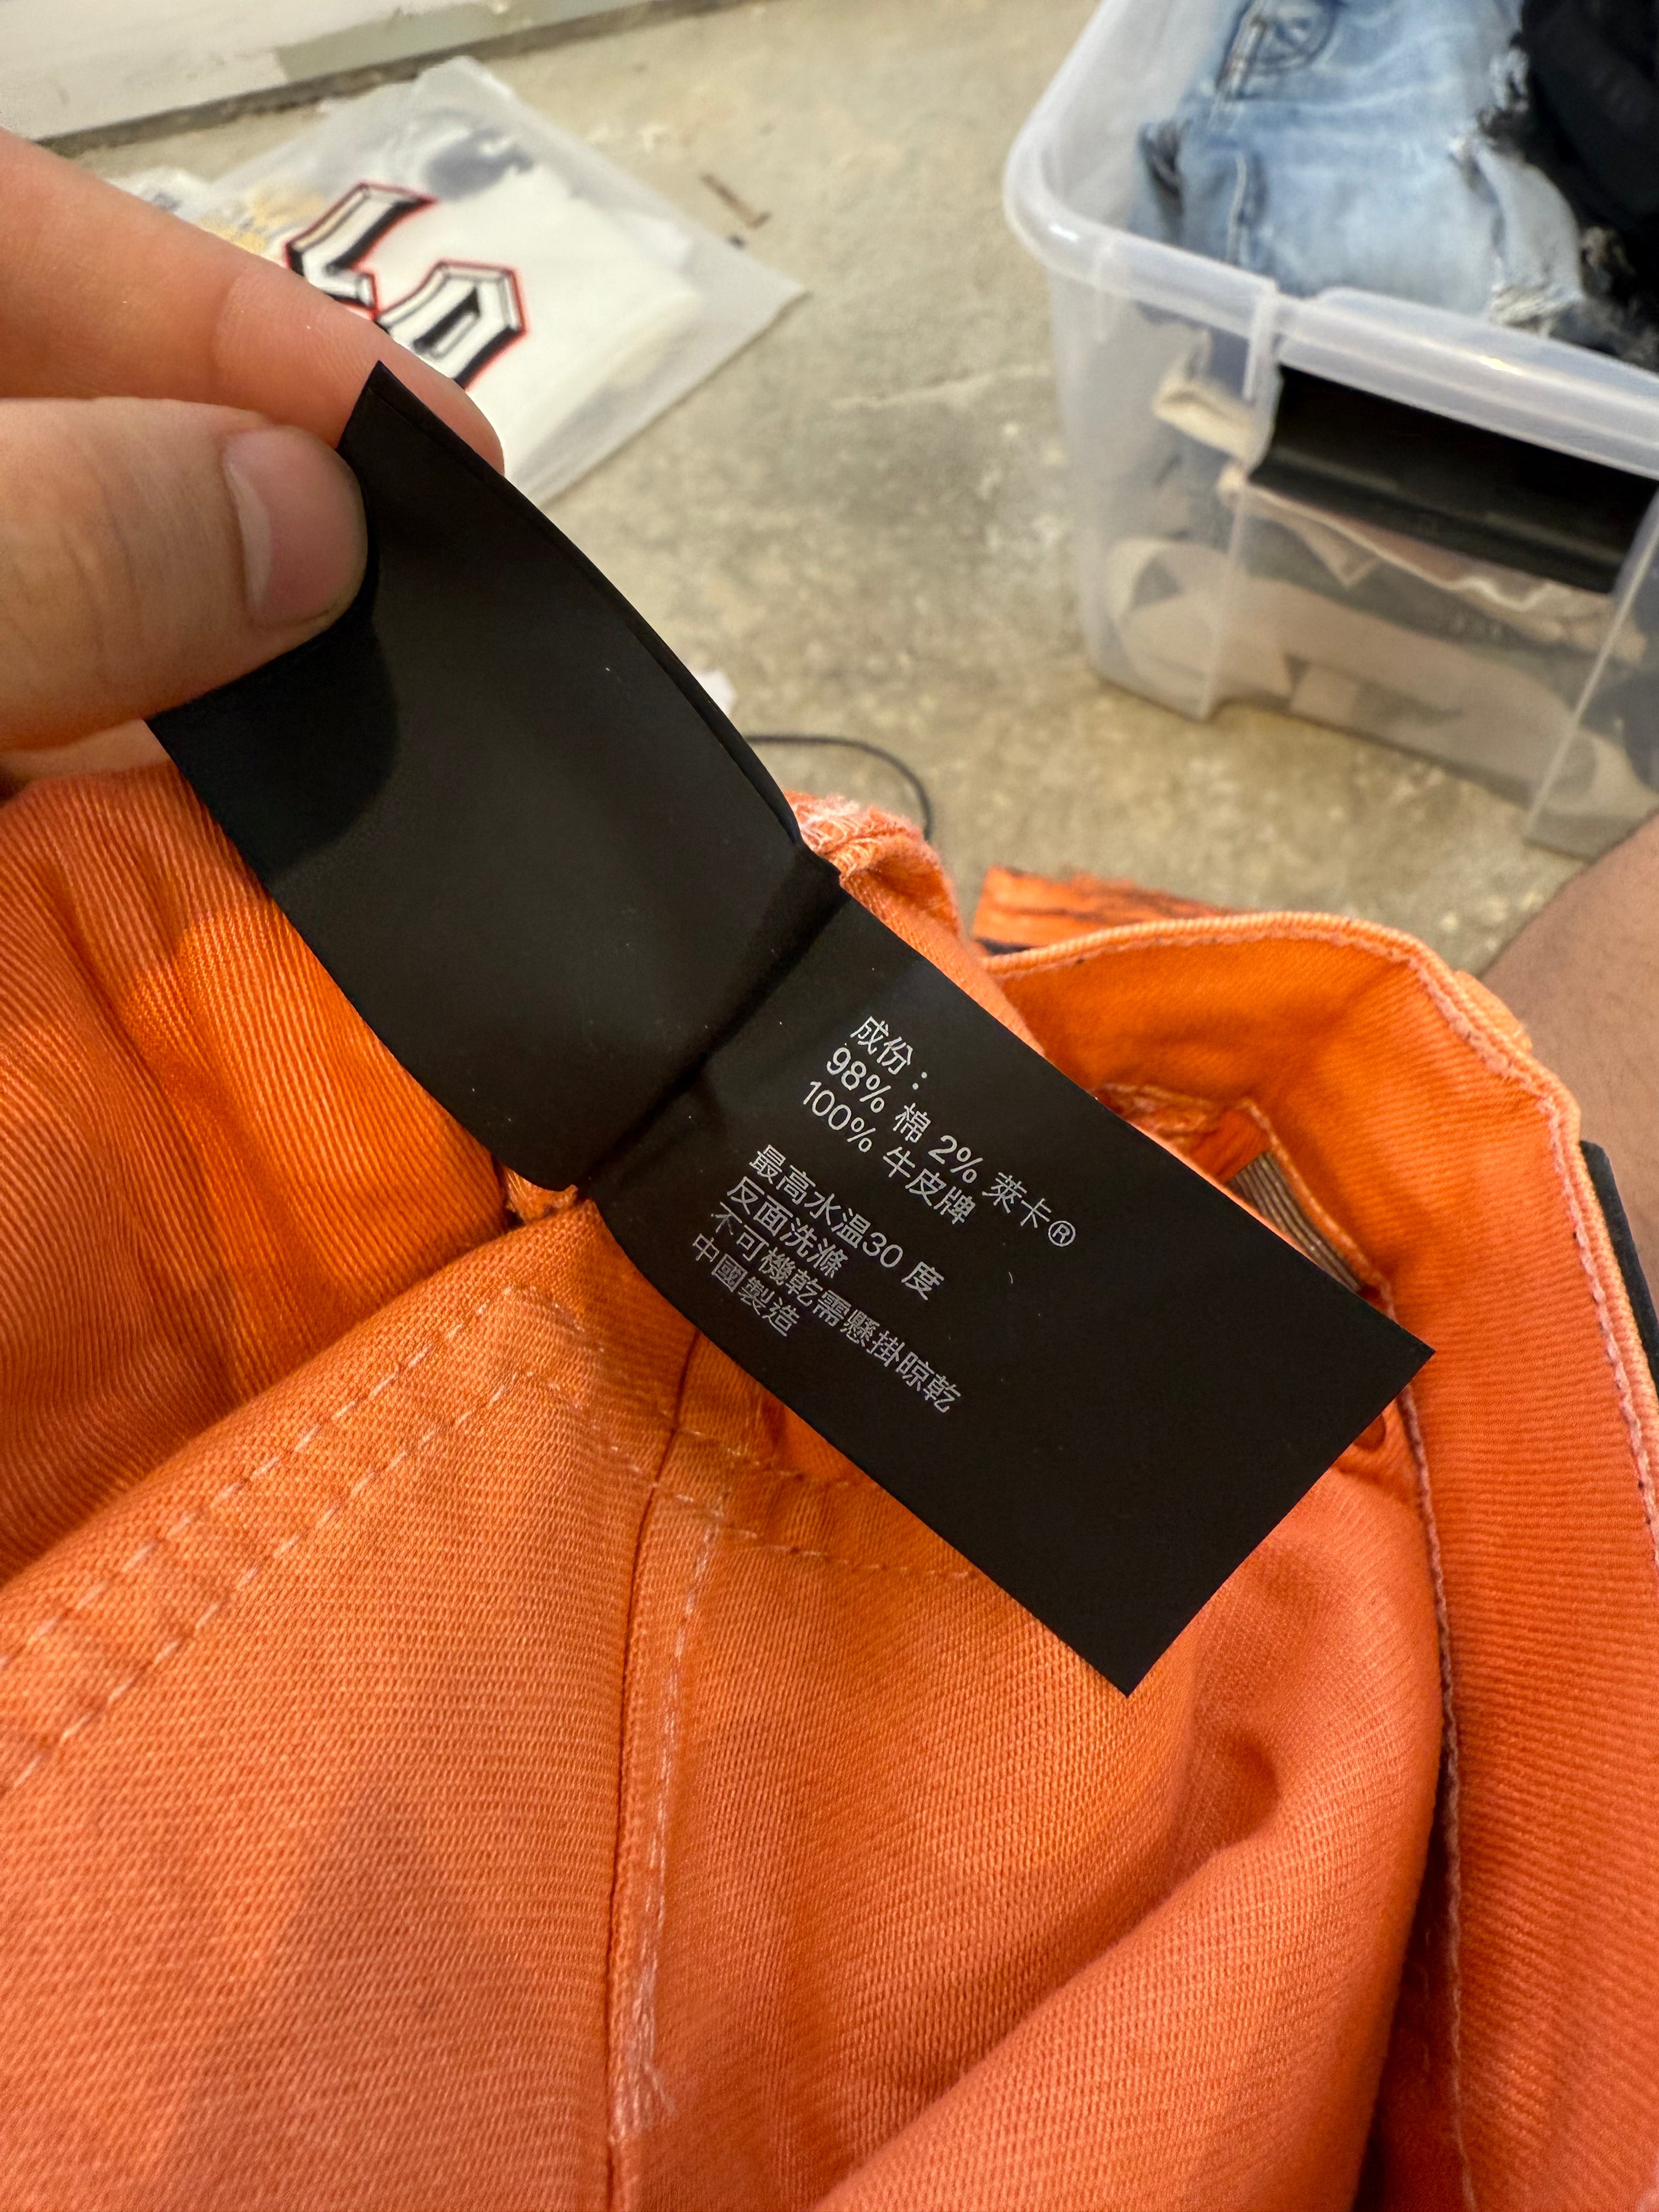 成份：
98% 棉 2% 萊卡®
100% 牛皮牌
最高水溫30 度
反面洗滌
不可機乾需懸掛晾乾
中國製造